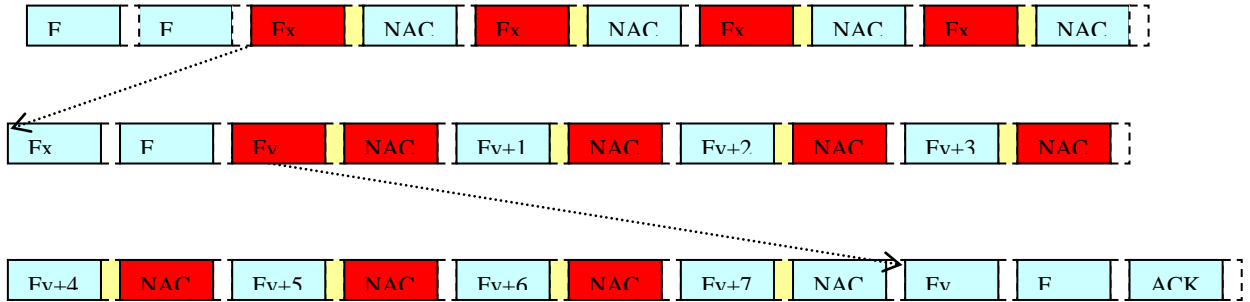 F F Fx NAC Fx NAC Fx NAC Fx NAC
Fx F Fy NAC Fy+1 NAC Fy+2 NAC Fy+3 NAC
Fy+4 NAC Fy+5 NAC Fy+6 NAC Fy+7 NAC Fy F ACK